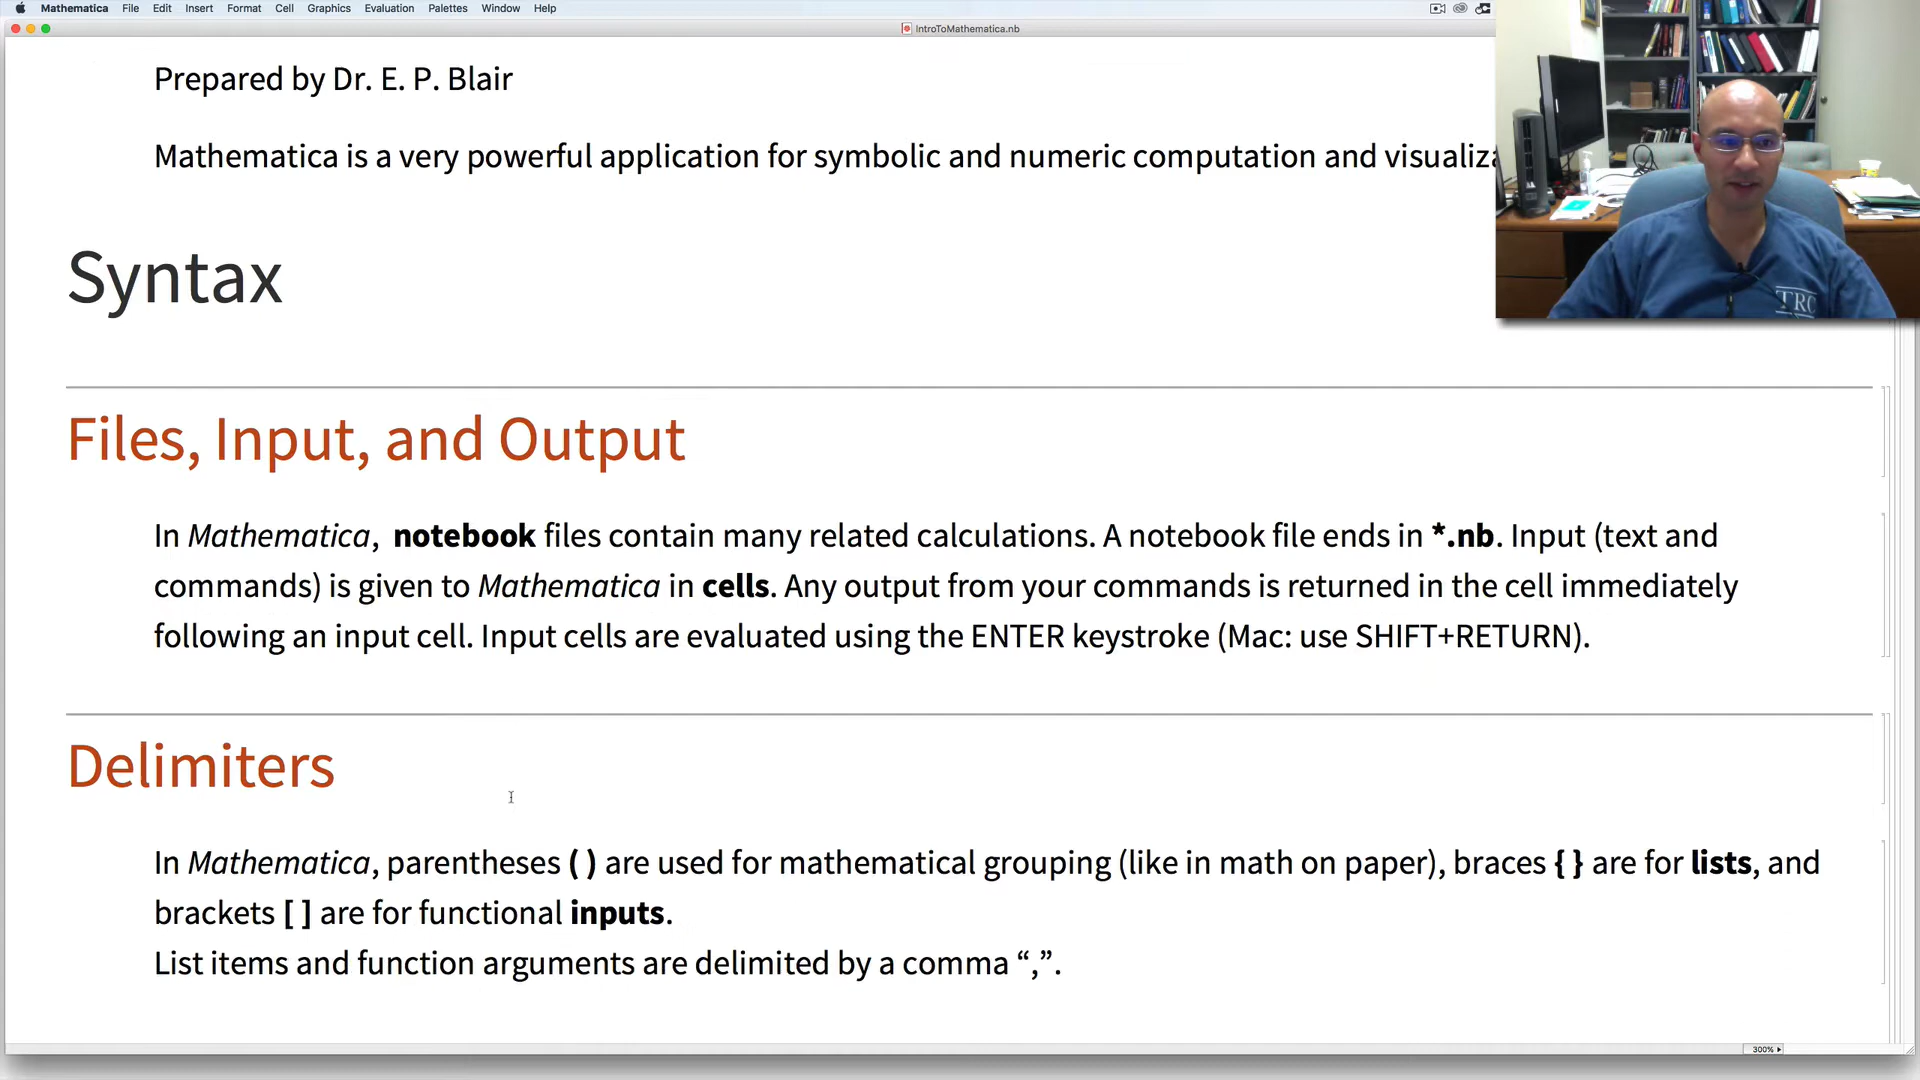 Mathematica File Edit Insert Format Cell Graphics Evaluation Palettes Window Help
IntroToMathematica.nb
Prepared by Dr. E. P. Blair
Mathematica is a very powerful application for symbolic and numeric computation and visualiza
TRC
Syntax
Files, Input, and Output
In Mathematica, notebook files contain many related calculations. A notebook file ends in *.nb. Input (text and
commands) is given to Mathematica in cells. Any output from your commands is returned in the cell immediately
following an input cell. Input cells are evaluated using the ENTER keystroke (Mac: use SHIFT+RETURN).
Delimiters
In Mathematica, parentheses ( ) are used for mathematical grouping (like in math on paper), braces { } are for lists, and
brackets [ ] are for functional inputs.
List items and function arguments are delimited by a comma “,”.
300%